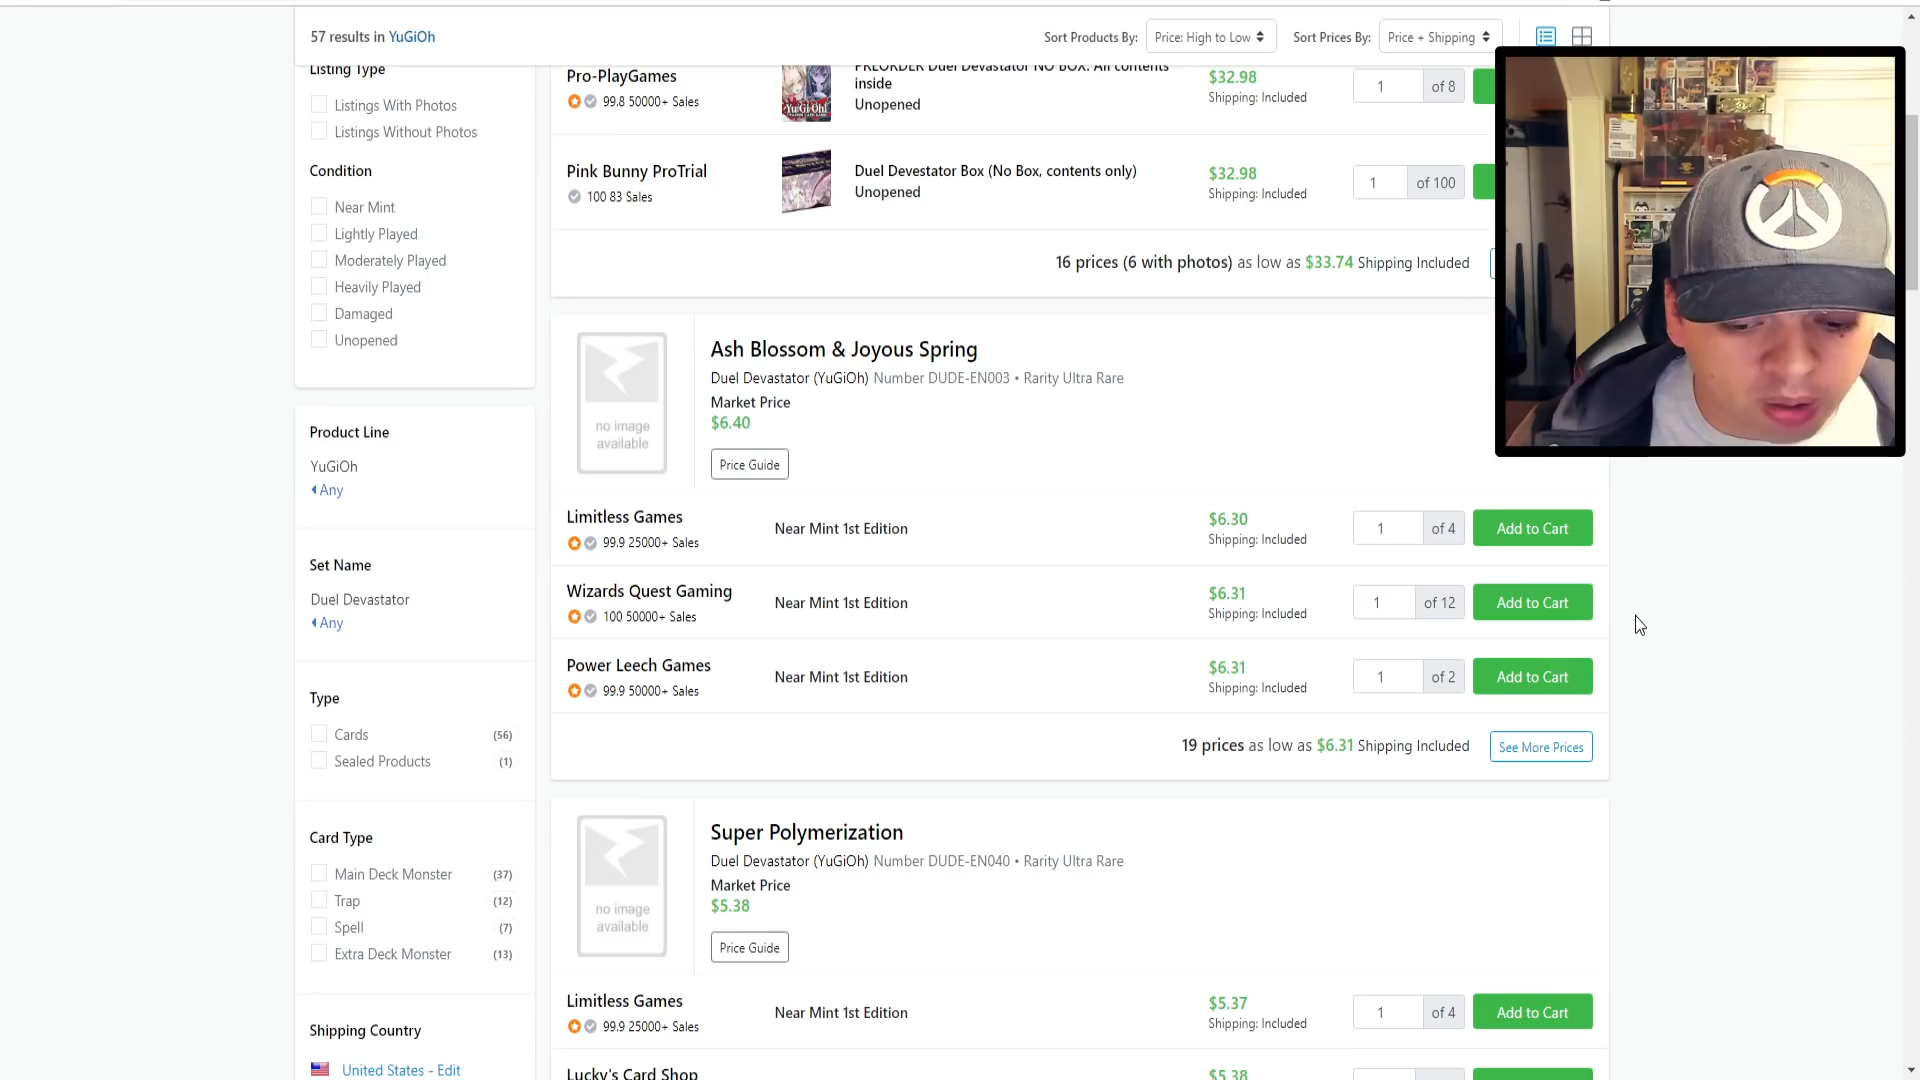 57 results in YuGiOh
Sort Products By:
Price: High to Low
Sort Prices By:
Price + Shipping
Listing Type
Listings With Photos
Listings Without Photos
Condition
Near Mint
Lightly Played
Moderately Played
Heavily Played
Damaged
Unopened
Product Line
YuGiOh
Any
Set Name
Duel Devastator
Any
Type
Cards (56)
Sealed Products (1)
Card Type
Main Deck Monster (37)
Trap (12)
Spell (7)
Extra Deck Monster (13)
Shipping Country
United States - Edit
Pro-PlayGames
99.8 50000+ Sales
Yu-Gi-Oh!
PREORDER Duel Devastator NO BOX. All contents
inside
Unopened
$32.98
Shipping: Included
1 of 8
Pink Bunny ProTrial
100 83 Sales
Duel Devestator Box (No Box, contents only)
Unopened
$32.98
Shipping: Included
1 of 100
16 prices (6 with photos) as low as $33.74 Shipping Included
no image
available
Ash Blossom & Joyous Spring
Duel Devastator (YuGiOh) Number DUDE-EN003 • Rarity Ultra Rare
Market Price
$6.40
Price Guide
Limitless Games
99.9 25000+ Sales
Near Mint 1st Edition
$6.30
Shipping: Included
1 of 4
Add to Cart
Wizards Quest Gaming
100 50000+ Sales
Near Mint 1st Edition
$6.31
Shipping: Included
1 of 12
Add to Cart
Power Leech Games
99.9 50000+ Sales
Near Mint 1st Edition
$6.31
Shipping: Included
1 of 2
Add to Cart
19 prices as low as $6.31 Shipping Included
See More Prices
no image
available
Super Polymerization
Duel Devastator (YuGiOh) Number DUDE-EN040 • Rarity Ultra Rare
Market Price
$5.38
Price Guide
Limitless Games
99.9 25000+ Sales
Near Mint 1st Edition
$5.37
Shipping: Included
1 of 4
Add to Cart
Lucky's Card Shop
$5.38